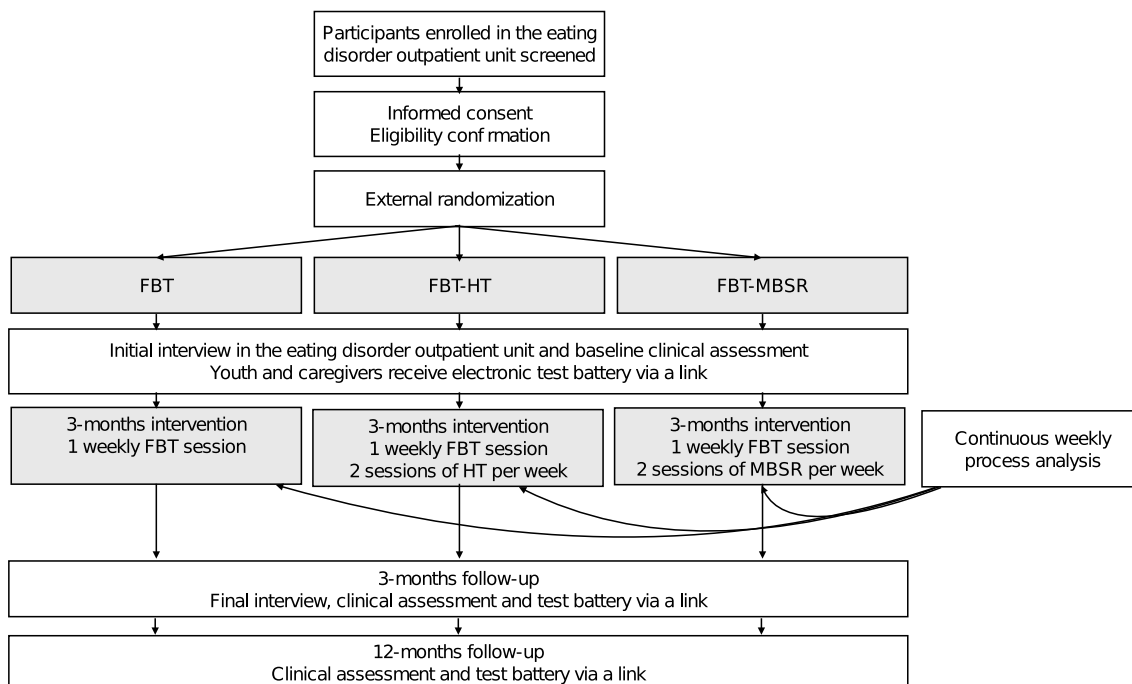 Participants enrolled in the eating
disorder outpatient unit screened
Informed consent
Eligibility conf rmation
External randomization
FBT
FBT-HT
FBT-MBSR
Initial interview in the eating disorder outpatient unit and baseline clinical assessment
Youth and caregivers receive electronic test battery via a link
3-months intervention
1 weekly FBT session
3-months intervention
1 weekly FBT session
2 sessions of HT per week
3-months intervention
1 weekly FBT session
2 sessions of MBSR per week
Continuous weekly
process analysis
3-months follow-up
Final interview, clinical assessment and test battery via a link
12-months follow-up
Clinical assessment and test battery via a link